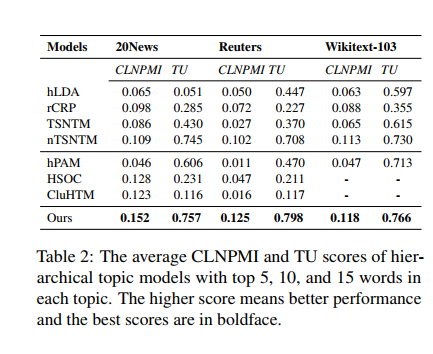 Models 20News Reuters Wikitext-103
CLNPMI TU CLNPMI TU CLNPMI TU
hLDA 0.065 0.051 0.050 0.447 0.063 0.597
rCRP 0.098 0.285 0.072 0.227 0.088 0.355
TSNTM 0.086 0.430 0.027 0.370 0.065 0.615
nTSNTM 0.109 0.745 0.102 0.708 0.113 0.730
hPAM 0.046 0.606 0.011 0.470 0.047 0.713
HSOC 0.128 0.231 0.047 0.211 - -
CluHTM 0.123 0.116 0.016 0.117 - -
Ours 0.152 0.757 0.125 0.798 0.118 0.766
Table 2: The average CLNPMI and TU scores of hier-
archical topic models with top 5, 10, and 15 words in
each topic. The higher score means better performance
and the best scores are in boldface.